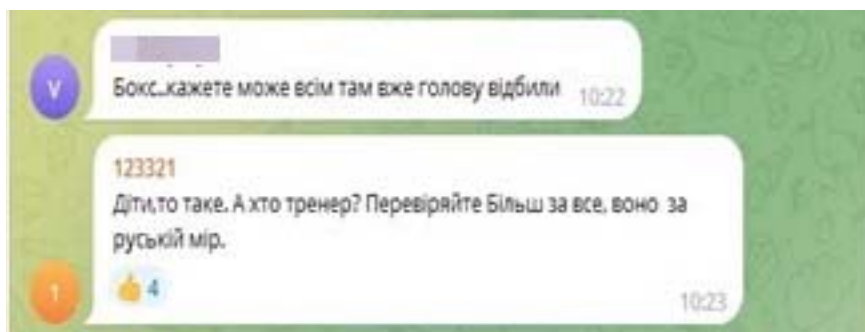 V
Бокс..кажете може всім там вже голову відбили 10:22
123321
Діти,то таке. А хто тренер? Перевіряйте Більш за все, воно за
руській мір.
1
👍 4
10:23